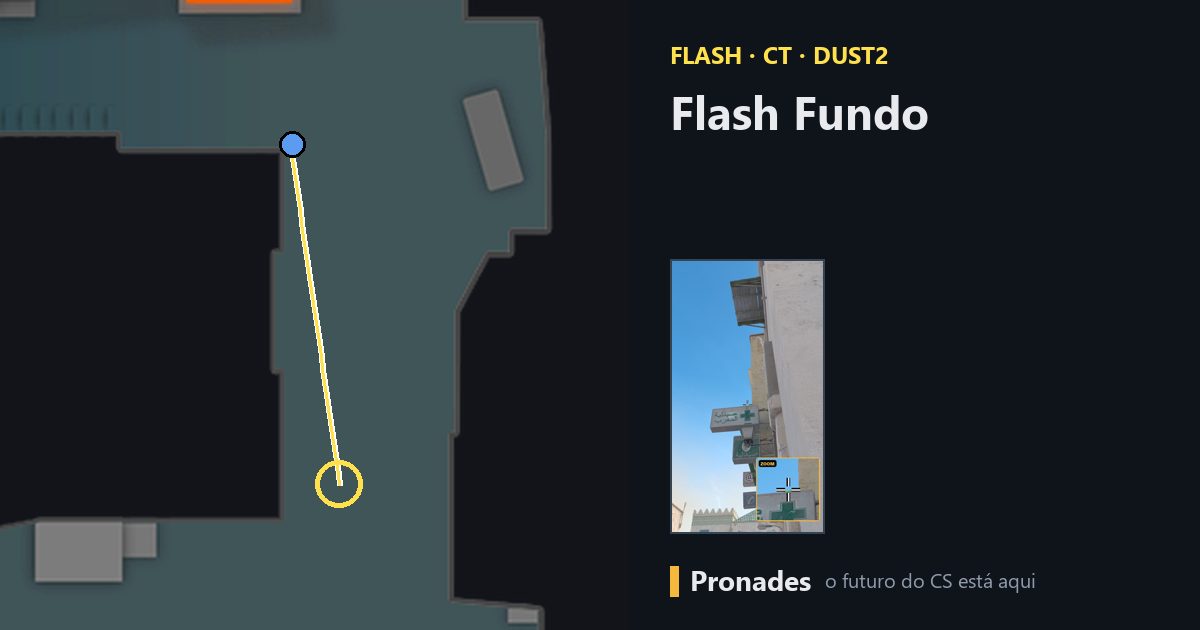 FLASH · CT · DUST2
Flash Fundo
ZOOM
Pronades o futuro do CS está aqui